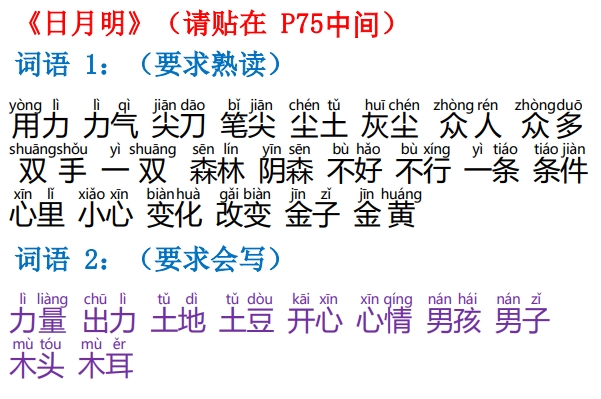 《日月明》（请贴在 P75中间）
词语 1：（要求熟读）
yòng lì lì qì jiān dāo bǐ jiān chén tǔ huī chén zhòng rén zhòng duō
用力 力气 尖刀 笔尖 尘土 灰尘 众人 众多
shuāng shǒu yì shuāng sēn lín yīn sēn bù hǎo bù xíng yì tiáo tiáo jiàn
双手 一双 森林 阴森 不好 不行 一条 条件
xīn lǐ xiǎo xīn biàn huà gǎi biàn jīn zǐ jīn huáng
心里 小心 变化 改变 金子 金黄
词语 2：（要求会写）
lì liàng chū lì tǔ dì tǔ dòu kāi xīn xīn qíng nán hái nán zǐ
力量 出力 土地 土豆 开心 心情 男孩 男子
mù tóu mù ěr
木头 木耳